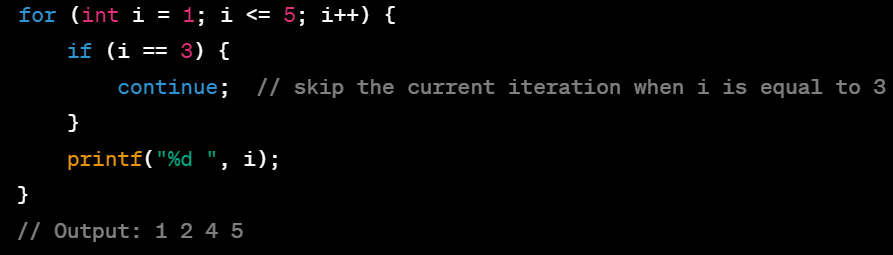 for (int i = 1; i <= 5; i++) {
    if (i == 3) {
        continue;  // skip the current iteration when i is equal to 3
    }
    printf("%d ", i);
}
// Output: 1 2 4 5